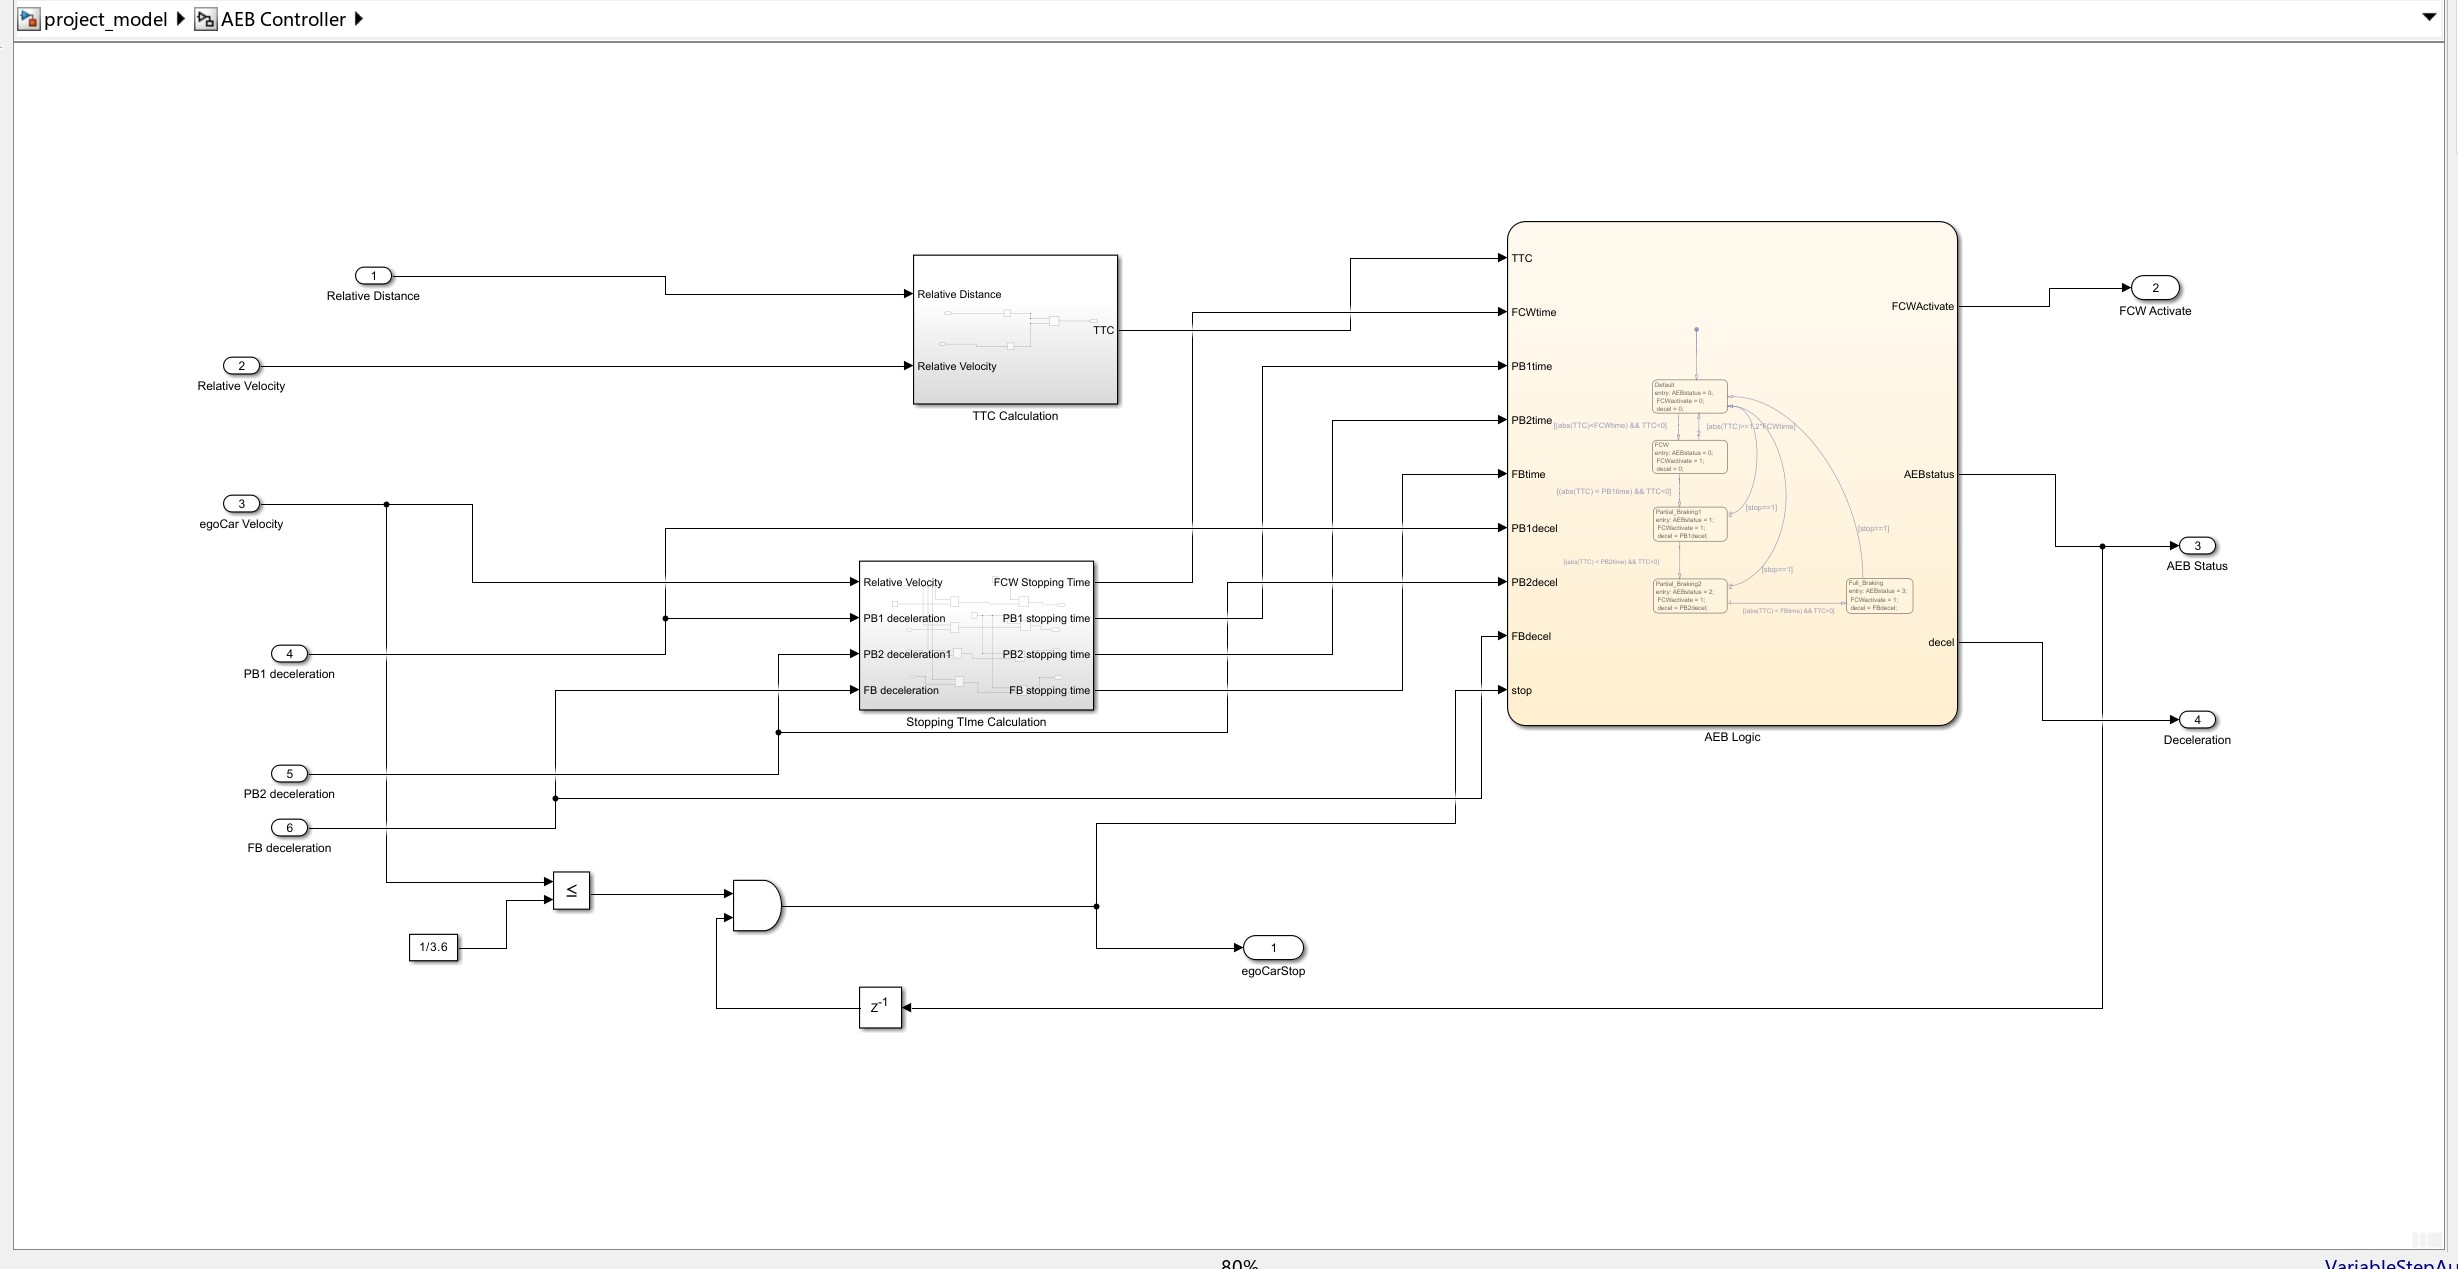 project_model AEB Controller
1
Relative Distance
2
Relative Velocity
3
egoCar Velocity
4
PB1 deceleration
5
PB2 deceleration
6
FB deceleration
Relative Distance
TTC
Relative Velocity
TTC Calculation
Relative Velocity FCW Stopping Time
PB1 deceleration PB1 stopping time
PB2 deceleration1 PB2 stopping time
FB deceleration FB stopping time
Stopping TIme Calculation
≤
1/3.6
z-1
1
egoCarStop
TTC
FCWtime
PB1time
PB2time
FBtime
PB1decel
PB2decel
FBdecel
stop
Default
entry: AEBstatus = 0;
FCWactivate = 0;
decel = 0;
[(abs(TTC)<FCWtime) && TTC<0]
[abs(TTC)>=1.2*FCWtime]
2
FCW
entry: AEBstatus = 0;
FCWactivate = 1;
decel = 0;
[(abs(TTC) < PB1time) && TTC<0]
Partial_Braking1
entry: AEBstatus = 1;
FCWactivate = 1;
decel = PB1decel;
2
[stop==1]
[(abs(TTC) < PB2time) && TTC<0]
Partial_Braking2
entry: AEBstatus = 2;
FCWactivate = 1;
decel = PB2decel;
2
[stop==1]
[(abs(TTC) < FBtime) && TTC<0]
Full_Braking
entry: AEBstatus = 3;
FCWactivate = 1;
decel = FBdecel;
[stop==1]
FCWActivate
AEBstatus
decel
AEB Logic
2
FCW Activate
3
AEB Status
4
Deceleration
80%